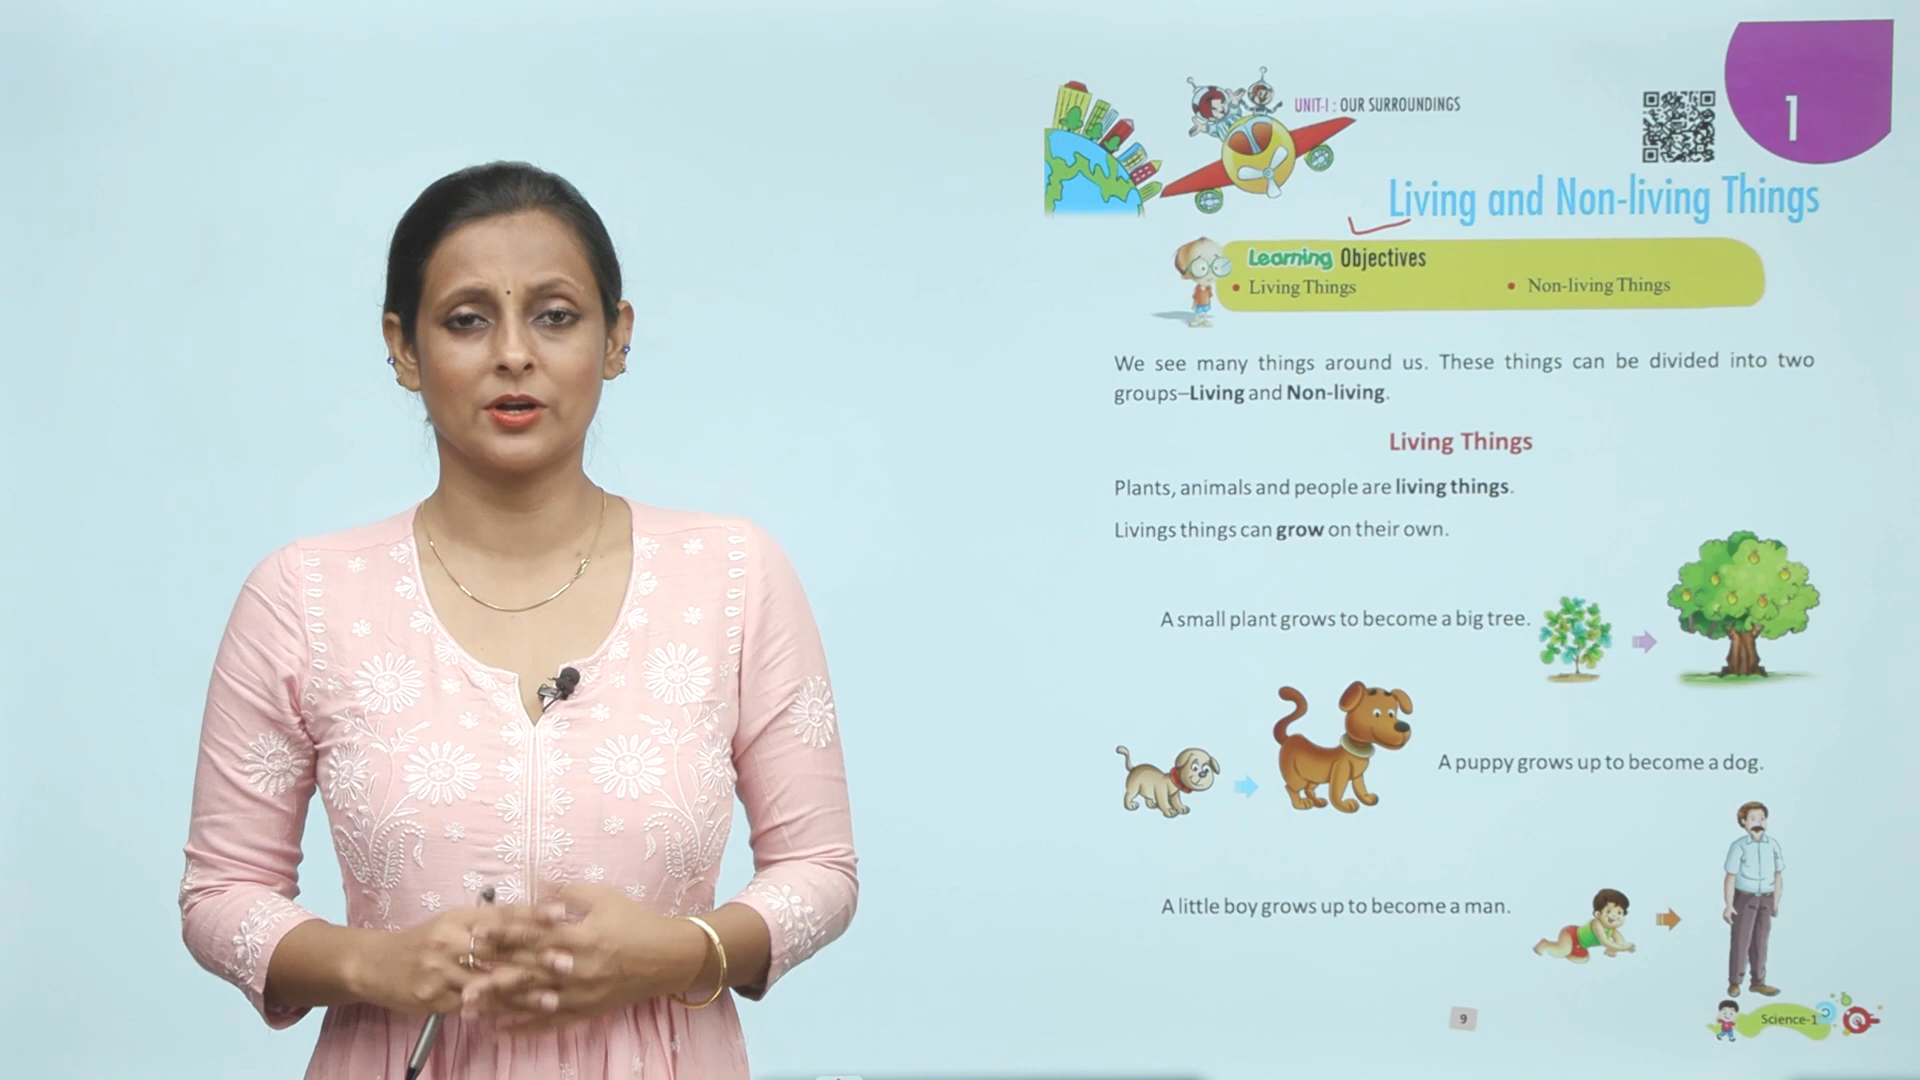 UNIT-I : OUR SURROUNDINGS
1
Living and Non-living Things
Learning Objectives
• Living Things
• Non-living Things
We see many things around us. These things can be divided into two
groups–Living and Non-living.
Living Things
Plants, animals and people are living things.
Livings things can grow on their own.
A small plant grows to become a big tree.
A puppy grows up to become a dog.
A little boy grows up to become a man.
9
Science-1